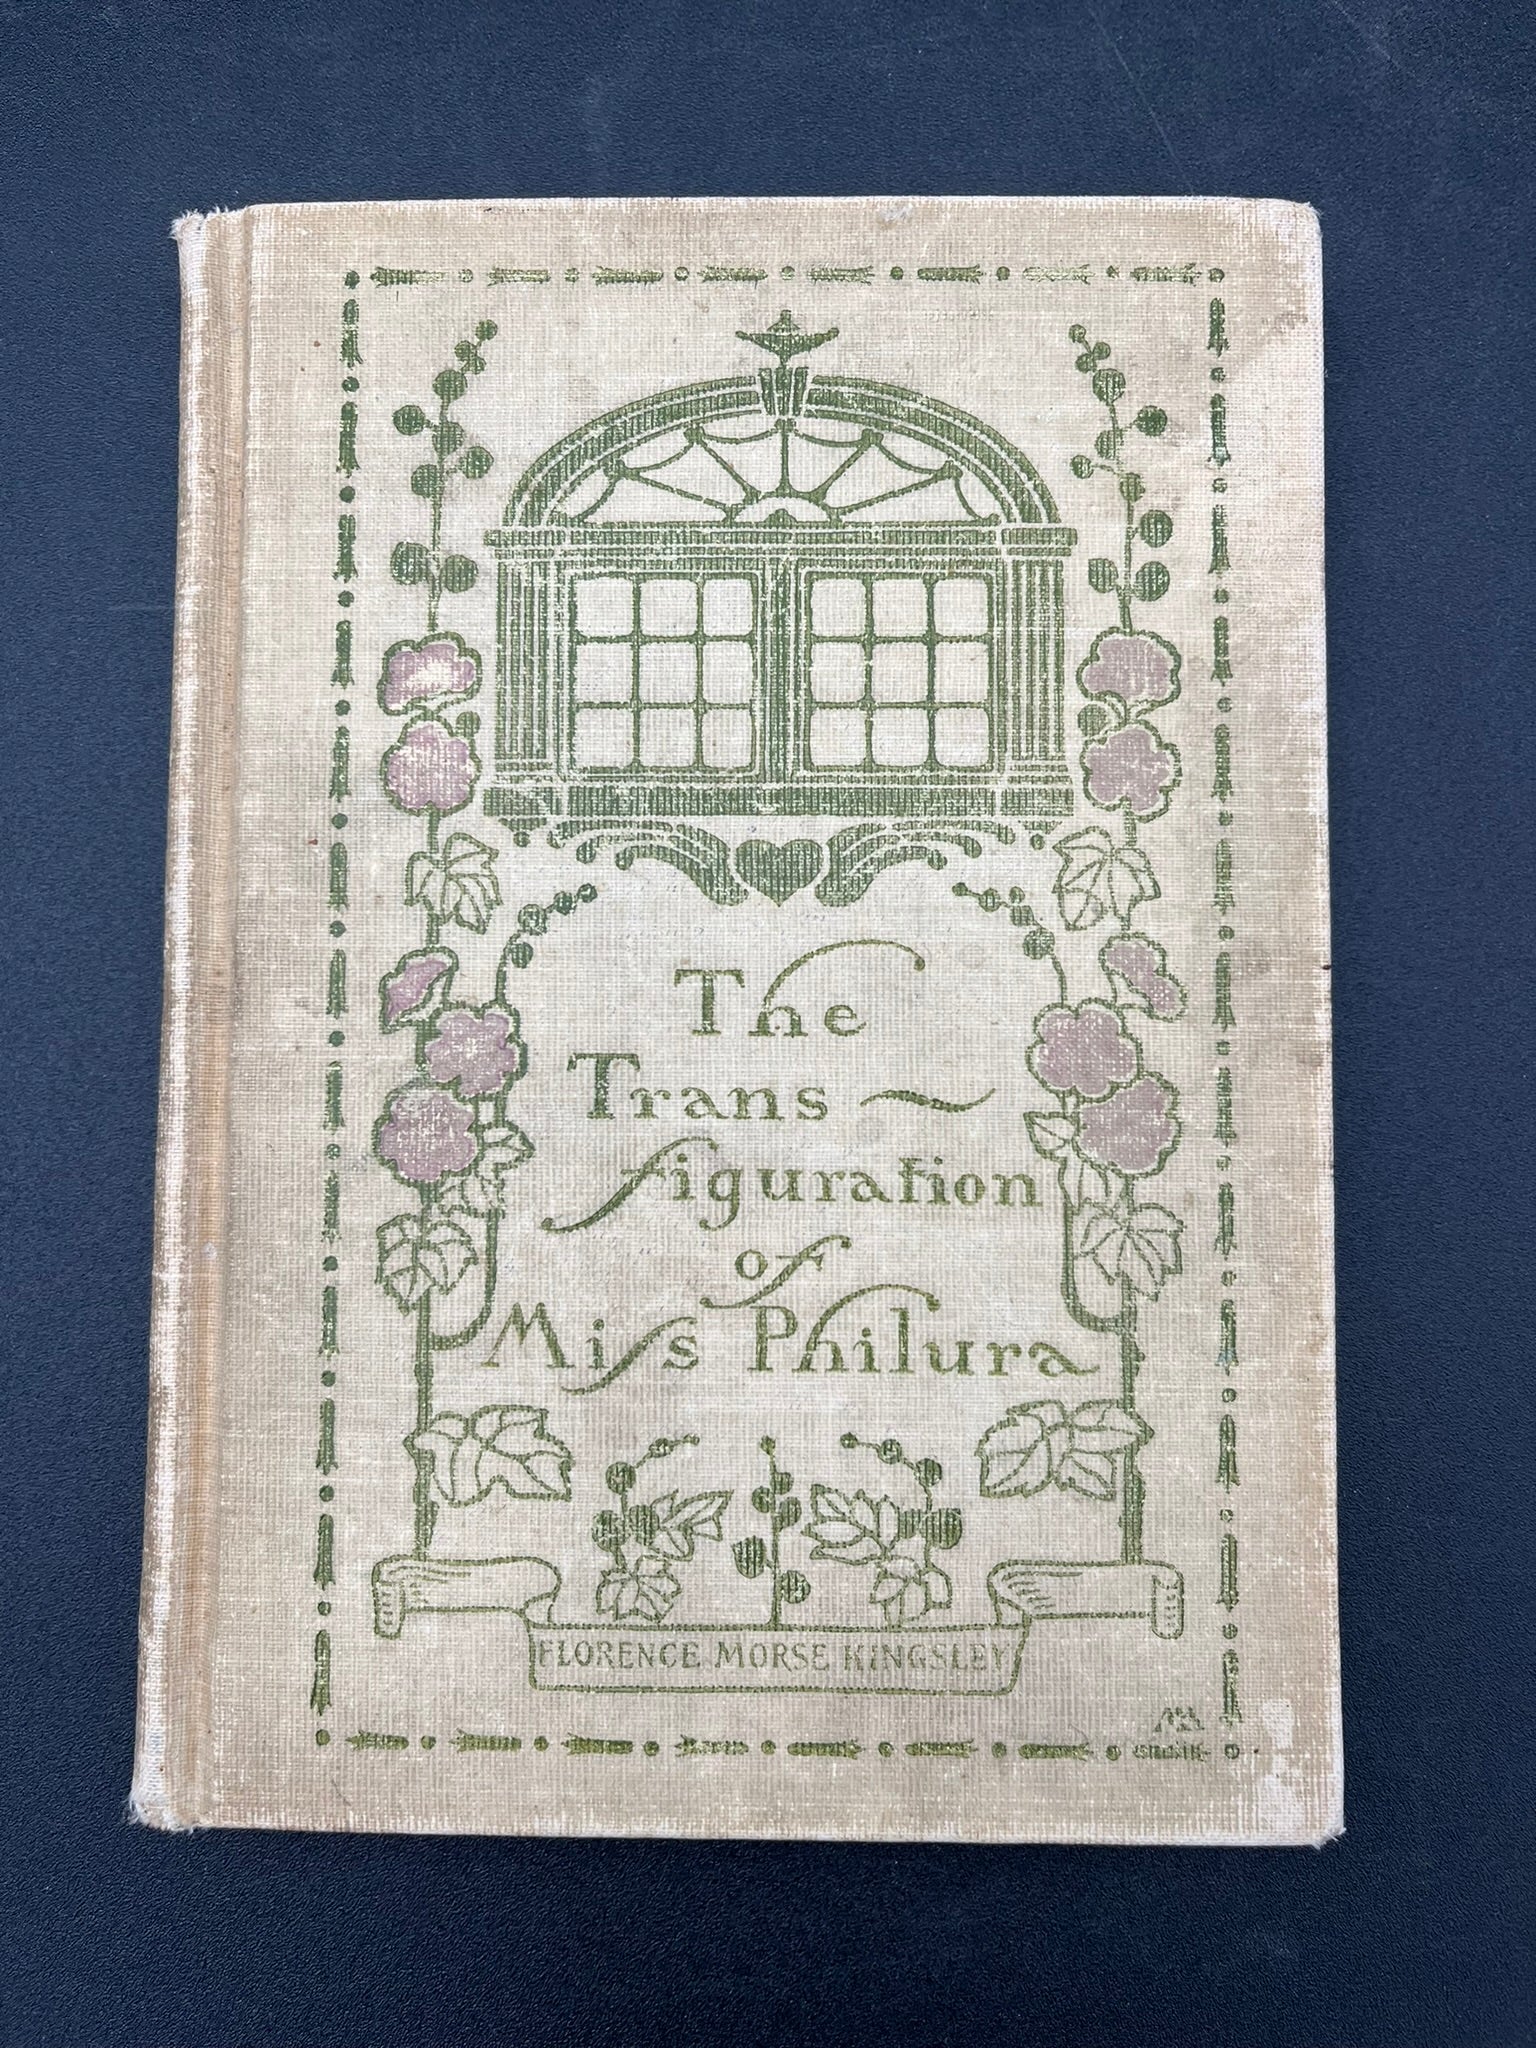 The
Trans~
figuration
of
Miss Philura
FLORENCE MORSE KINGSLEY